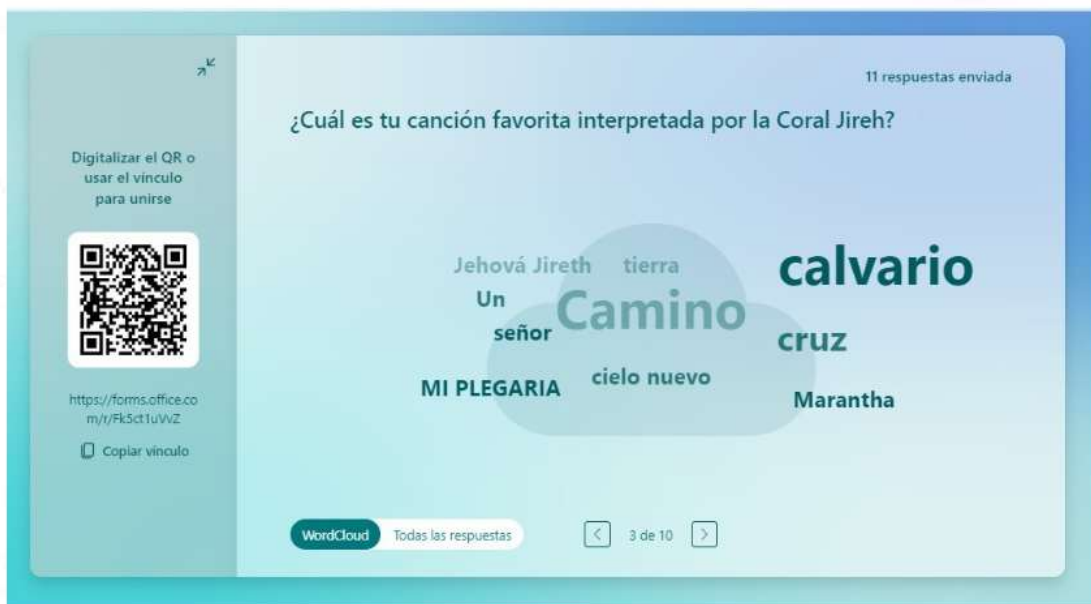 11 respuestas enviada
¿Cuál es tu canción favorita interpretada por la Coral Jireh?
Digitalizar el QR o
usar el vínculo
para unirse
https://forms.office.co
m/r/Fk5ct1uVvZ
Copiar vínculo
Jehová Jireth tierra
calvario
Un
Camino
señor
cruz
cielo nuevo
MI PLEGARIA
Marantha
WordCloud Todas las respuestas
3 de 10